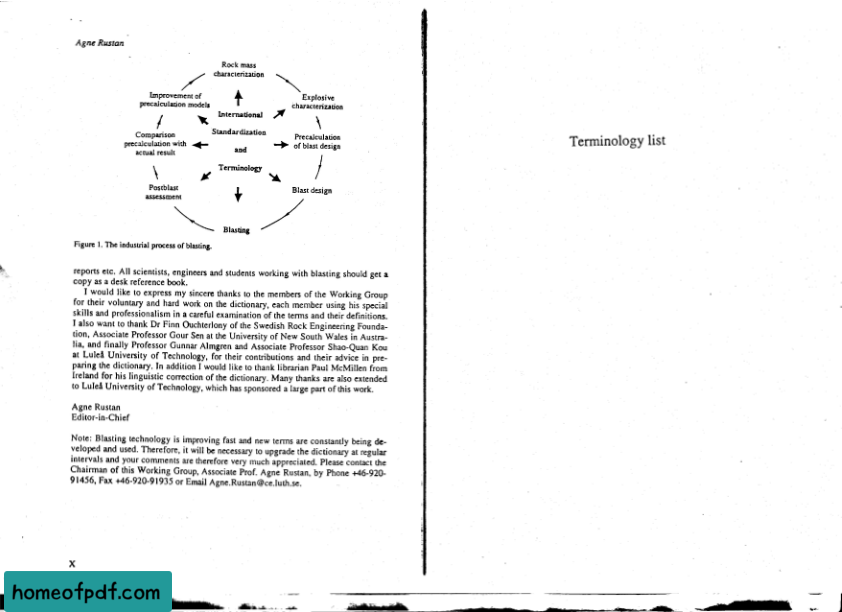 Agne Rustan
Rock mass
characterization
Improvement of
precalculation models
Explosive
characterization
International
Comparison
precalculation with
actual result
Standardization
and
Precalculation
of blast design
Terminology
Postblast
assessment
Blast design
Blasting
Figure 1. The industrial process of blasting.
reports etc. All scientists, engineers and students working with blasting should get a
copy as a desk reference book.
I would like to express my sincere thanks to the members of the Working Group
for their voluntary and hard work on the dictionary, each member using his special
skills and professionalism in a careful examination of the terms and their definitions.
I also want to thank Dr Finn Ouchterlony of the Swedish Rock Engineering Founda-
tion, Associate Professor Gour Sen at the University of New South Wales in Austra-
lia, and finally Professor Gunnar Almgren and Associate Professor Shao-Quan Kou
at Luleå University of Technology, for their contributions and their advice in pre-
paring the dictionary. In addition I would like to thank librarian Paul McMillen from
Ireland for his linguistic correction of the dictionary. Many thanks are also extended
to Luleå University of Technology, which has sponsored a large part of this work.
Agne Rustan
Editor-in-Chief
Note: Blasting technology is improving fast and new terms are constantly being de-
veloped and used. Therefore, it will be necessary to upgrade the dictionary at regular
intervals and your comments are therefore very much appreciated. Please contact the
Chairman of this Working Group, Associate Prof. Agne Rustan, by Phone +46-920-
91456, Fax +46-920-91935 or Email Agne.Rustan@ce.luth.se.
X
Terminology list
homeofpdf.com